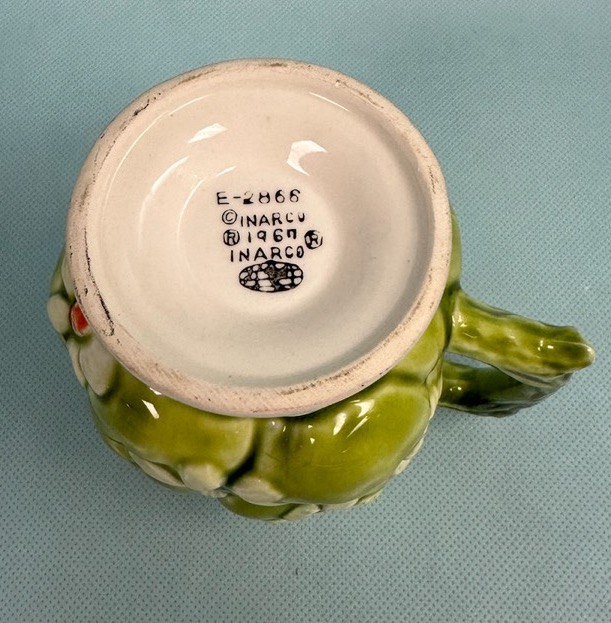 E-2866
© INARCO
® 1967 ®
INARCO